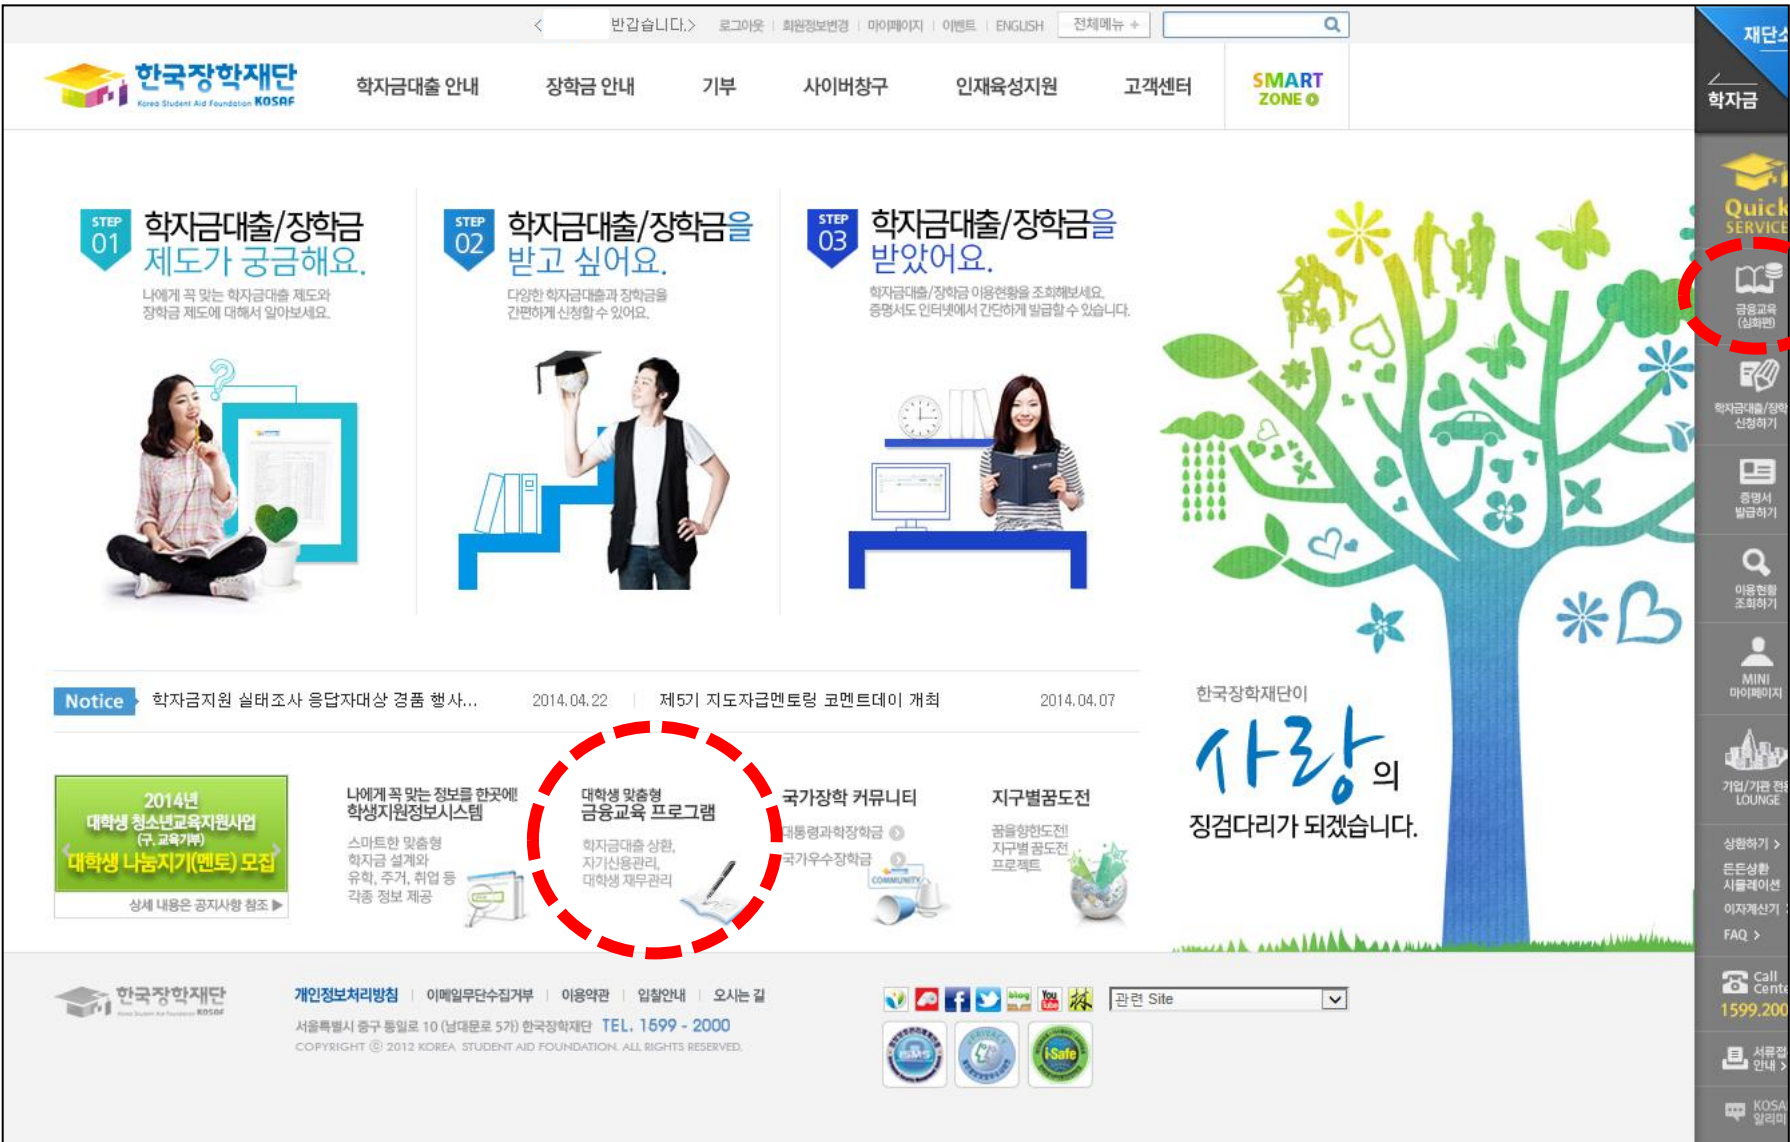 < 반갑습니다.> 로그아웃 회원정보변경 마이페이지 이벤트 ENGLISH 전체메뉴 +
한국장학재단
Korea Student Aid Foundation KOSAF
학자금대출 안내 장학금 안내 기부 사이버창구 인재육성지원 고객센터
SMART
ZONE
STEP
01
학자금대출/장학금
제도가 궁금해요.
나에게 꼭 맞는 학자금대출 제도와
장학금 제도에 대해서 알아보세요.
STEP
02
학자금대출/장학금을
받고 싶어요.
다양한 학자금대출과 장학금을
간편하게 신청할 수 있어요.
STEP
03
학자금대출/장학금을
받았어요.
학자금대출/장학금 이용현황을 조회해보세요.
증명서도 인터넷에서 간단하게 발급할 수 있습니다.
한국장학재단이
사랑의
징검다리가 되겠습니다.
Notice 학자금지원 실태조사 응답자대상 경품 행사... 2014.04.22 제5기 지도자급멘토링 코멘트데이 개최 2014.04.07
2014년
대학생 청소년교육지원사업
(구, 교육기부)
대학생 나눔지기(멘토) 모집
상세 내용은 공지사항 참조 ▶
나에게 꼭 맞는 정보를 한곳에!
학생지원정보시스템
스마트한 맞춤형
학자금 설계와
유학, 주거, 취업 등
각종 정보 제공
대학생 맞춤형
금융교육 프로그램
학자금대출 상환,
자기신용관리,
대학생 재무관리
국가장학 커뮤니티
대통령과학장학금
국가우수장학금
COMMUNITY
지구별꿈도전
꿈을향한도전!
지구별 꿈도전
프로젝트
재단소
학자금
Quick
SERVICE
금융교육
(심화편)
학자금대출/장학
신청하기
증명서
발급하기
이용현황
조회하기
MINI
마이페이지
기업/기관 전용
LOUNGE
상환하기 >
든든상환
시뮬레이션
이자계산기
FAQ >
Call
Cente
1599.200
서류접
안내 >
KOSA
알리미
한국장학재단
Korea Student Aid Foundation KOSAF
개인정보처리방침 이메일무단수집거부 이용약관 입찰안내 오시는 길
서울특별시 중구 통일로 10 (남대문로 5가) 한국장학재단 TEL. 1599 - 2000
COPYRIGHT ⓒ 2012 KOREA STUDENT AID FOUNDATION. ALL RIGHTS RESERVED.
blog You Tube
관련 Site
ISMS
i-Safe